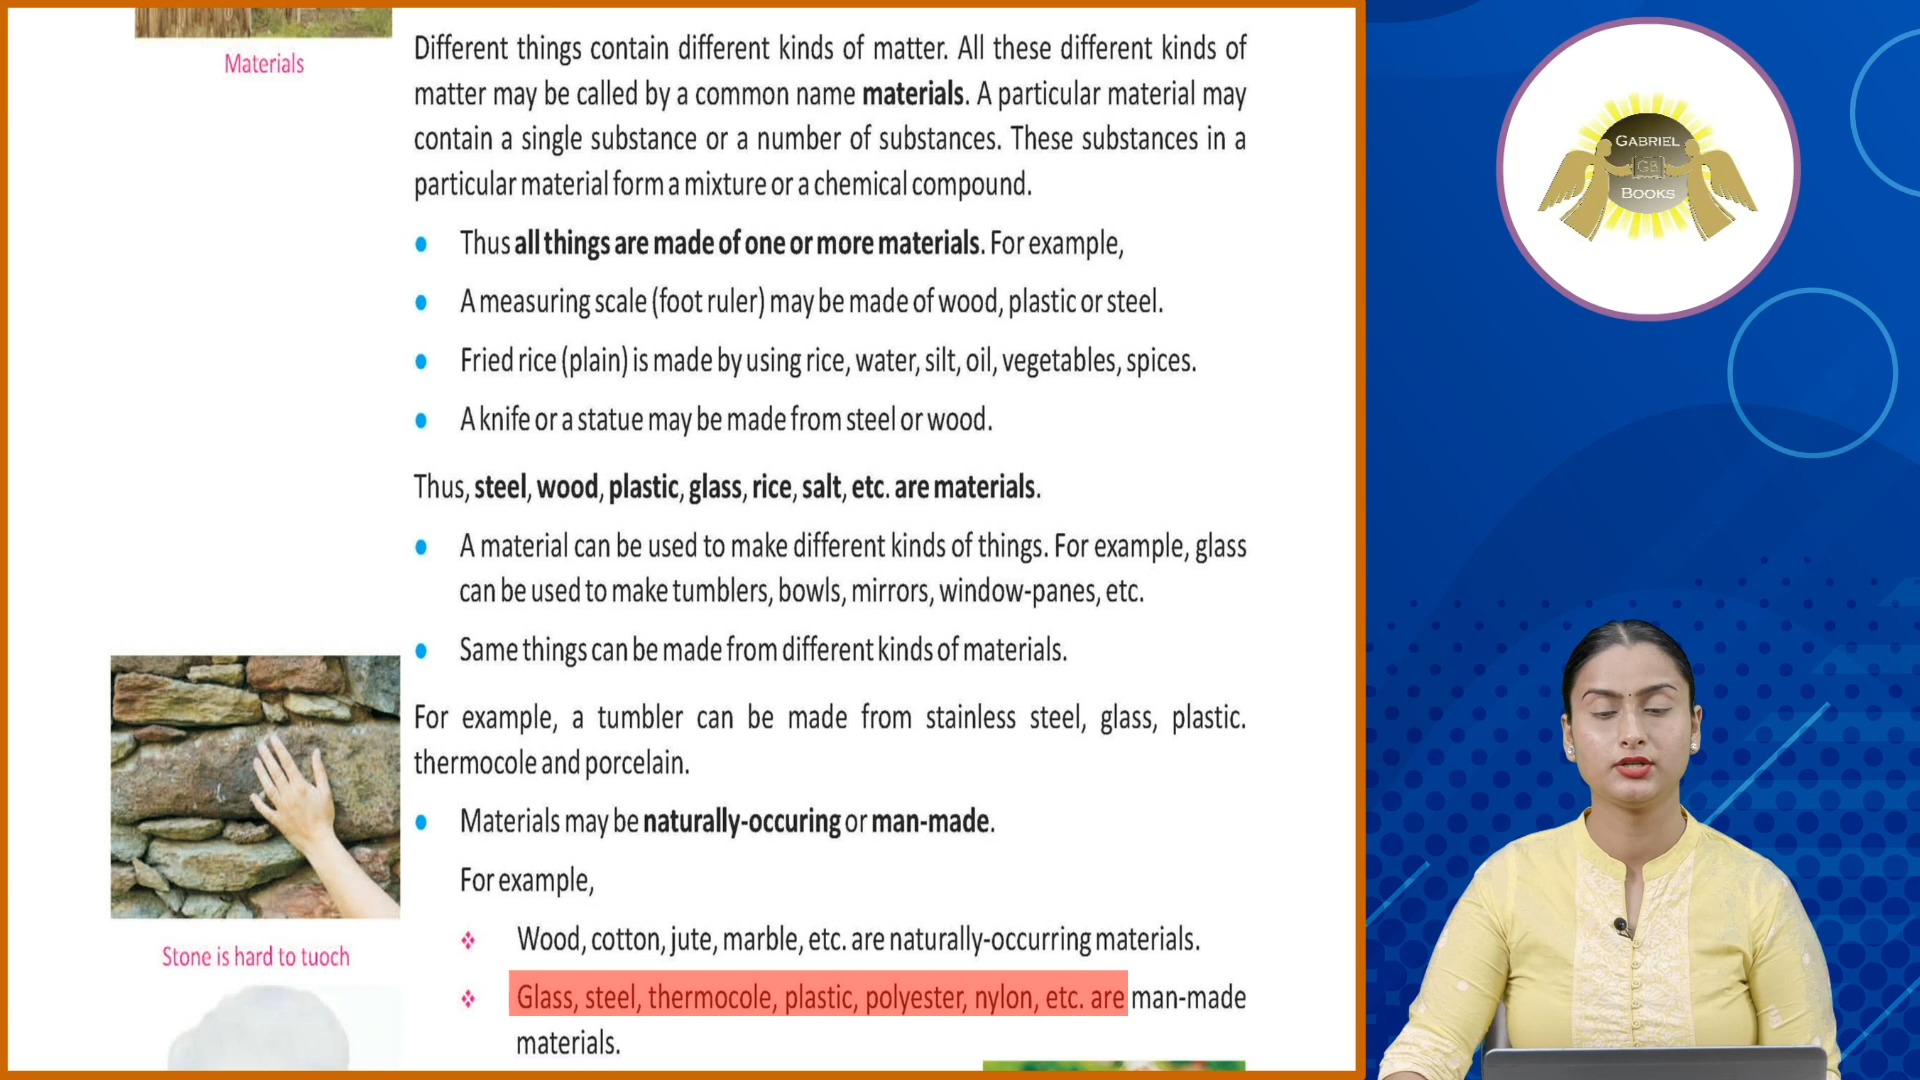 Materials
Different things contain different kinds of matter. All these different kinds of
matter may be called by a common name materials. A particular material may
contain a single substance or a number of substances. These substances in a
particular material form a mixture or a chemical compound.
Thus all things are made of one or more materials. For example,
A measuring scale (foot ruler) may be made of wood, plastic or steel.
Fried rice (plain) is made by using rice, water, silt, oil, vegetables, spices.
A knife or a statue may be made from steel or wood.
Thus, steel, wood, plastic, glass, rice, salt, etc. are materials.
A material can be used to make different kinds of things. For example, glass
can be used to make tumblers, bowls, mirrors, window-panes, etc.
Same things can be made from different kinds of materials.
For example, a tumbler can be made from stainless steel, glass, plastic.
thermocole and porcelain.
Materials may be naturally-occuring or man-made.
For example,
Wood, cotton, jute, marble, etc. are naturally-occurring materials.
Glass, steel, thermocole, plastic, polyester, nylon, etc. are man-made
materials.
Stone is hard to tuoch
GABRIEL
GB
BOOKS